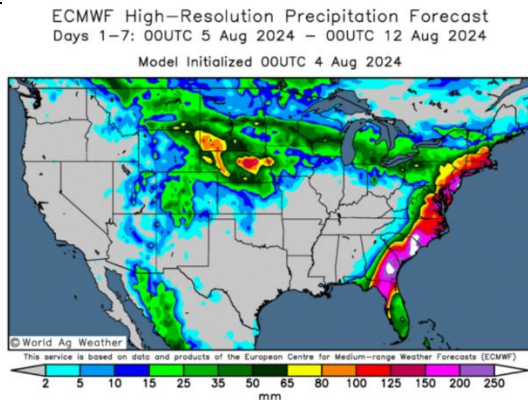 ECMWF High-Resolution Precipitation Forecast
Days 1-7: 00UTC 5 Aug 2024 - 00UTC 12 Aug 2024
Model Initialized 00UTC 4 Aug 2024
© World Ag Weather
This service is based on data and products of the European Centre for Medium-range Weather Forecasts (ECMWF)
2 5 10 15 25 35 50 65 80 100 125 150 200 250
mm